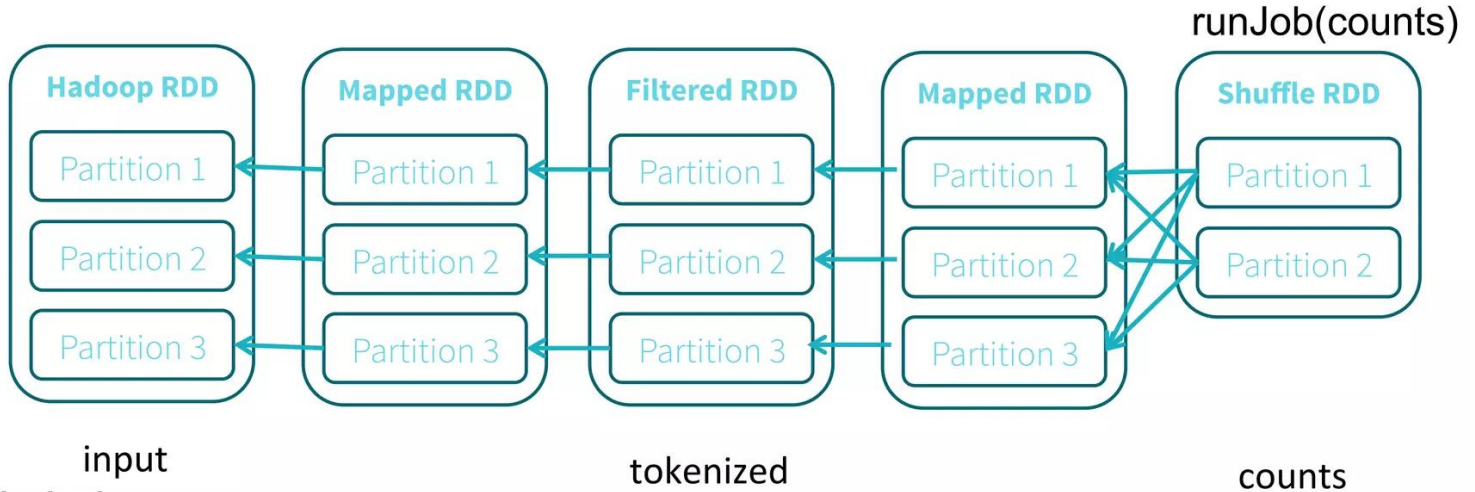 runJob(counts)
Hadoop RDD
Partition 1
Partition 2
Partition 3
Mapped RDD
Partition 1
Partition 2
Partition 3
Filtered RDD
Partition 1
Partition 2
Partition 3
Mapped RDD
Partition 1
Partition 2
Partition 3
Shuffle RDD
Partition 1
Partition 2
input
tokenized
counts